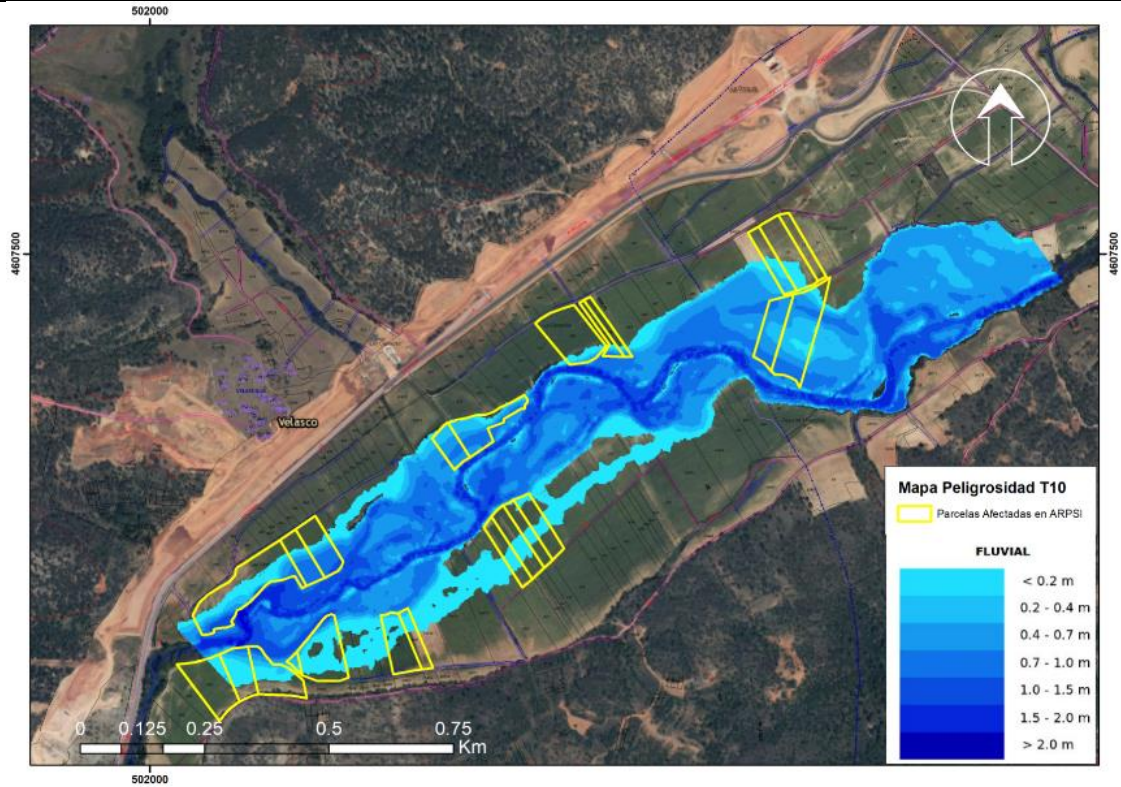 502000
4607500
4607500
Velasco
Mapa Peligrosidad T10
Parcelas Afectadas en ARPSI
FLUVIAL
< 0.2 m
0.2 - 0.4 m
0.4 - 0.7 m
0.7 - 1.0 m
1.0 - 1.5 m
1.5 - 2.0 m
> 2.0 m
0 0.125 0.25 0.5 0.75
Km
502000